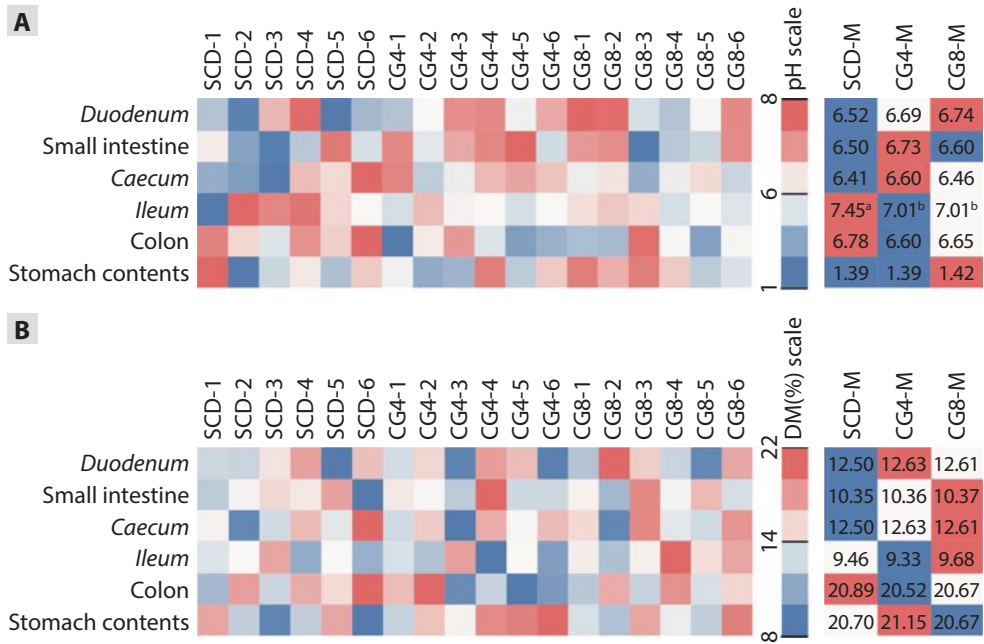 A
SCD-1 SCD-2 SCD-3 SCD-4 SCD-5 SCD-6 CG4-1 CG4-2 CG4-3 CG4-4 CG4-5 CG4-6 CG8-1 CG8-2 CG8-3 CG8-4 CG8-5 CG8-6 pH scale SCD-M CG4-M CG8-M
Duodenum 8 6.52 6.69 6.74
Small intestine 6.50 6.73 6.60
Caecum 6 6.41 6.60 6.46
Ileum 7.45ᵃ 7.01ᵇ 7.01ᵇ
Colon 6.78 6.60 6.65
Stomach contents 1 1.39 1.39 1.42
B
SCD-1 SCD-2 SCD-3 SCD-4 SCD-5 SCD-6 CG4-1 CG4-2 CG4-3 CG4-4 CG4-5 CG4-6 CG8-1 CG8-2 CG8-3 CG8-4 CG8-5 CG8-6 DM(%) scale SCD-M CG4-M CG8-M
Duodenum 22 12.50 12.63 12.61
Small intestine 10.35 10.36 10.37
Caecum 14 12.50 12.63 12.61
Ileum 9.46 9.33 9.68
Colon 20.89 20.52 20.67
Stomach contents 8 20.70 21.15 20.67